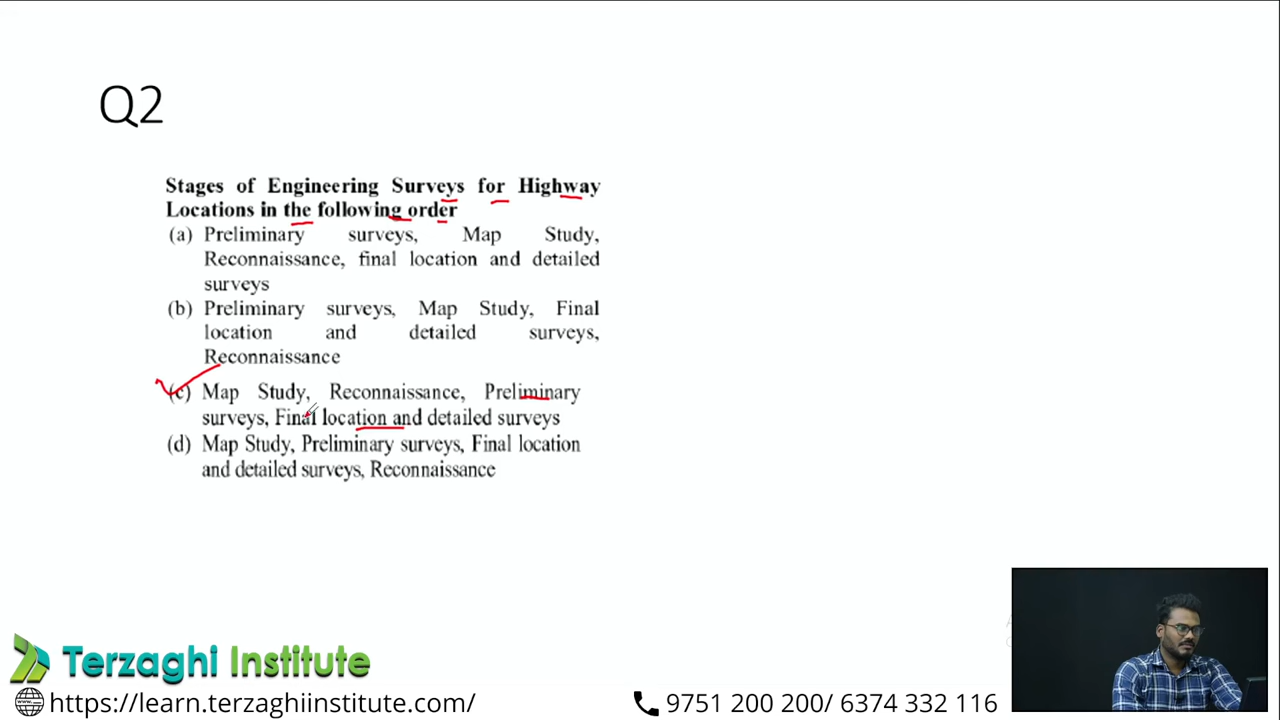 Q2
Stages of Engineering Surveys for Highway
Locations in the following order
(a) Preliminary surveys, Map Study,
Reconnaissance, final location and detailed
surveys
(b) Preliminary surveys, Map Study, Final
location and detailed surveys,
Reconnaissance
(c) Map Study, Reconnaissance, Preliminary
surveys, Final location and detailed surveys
(d) Map Study, Preliminary surveys, Final location
and detailed surveys, Reconnaissance
Terzaghi Institute
https://learn.terzaghiinstitute.com/
9751 200 200/ 6374 332 116